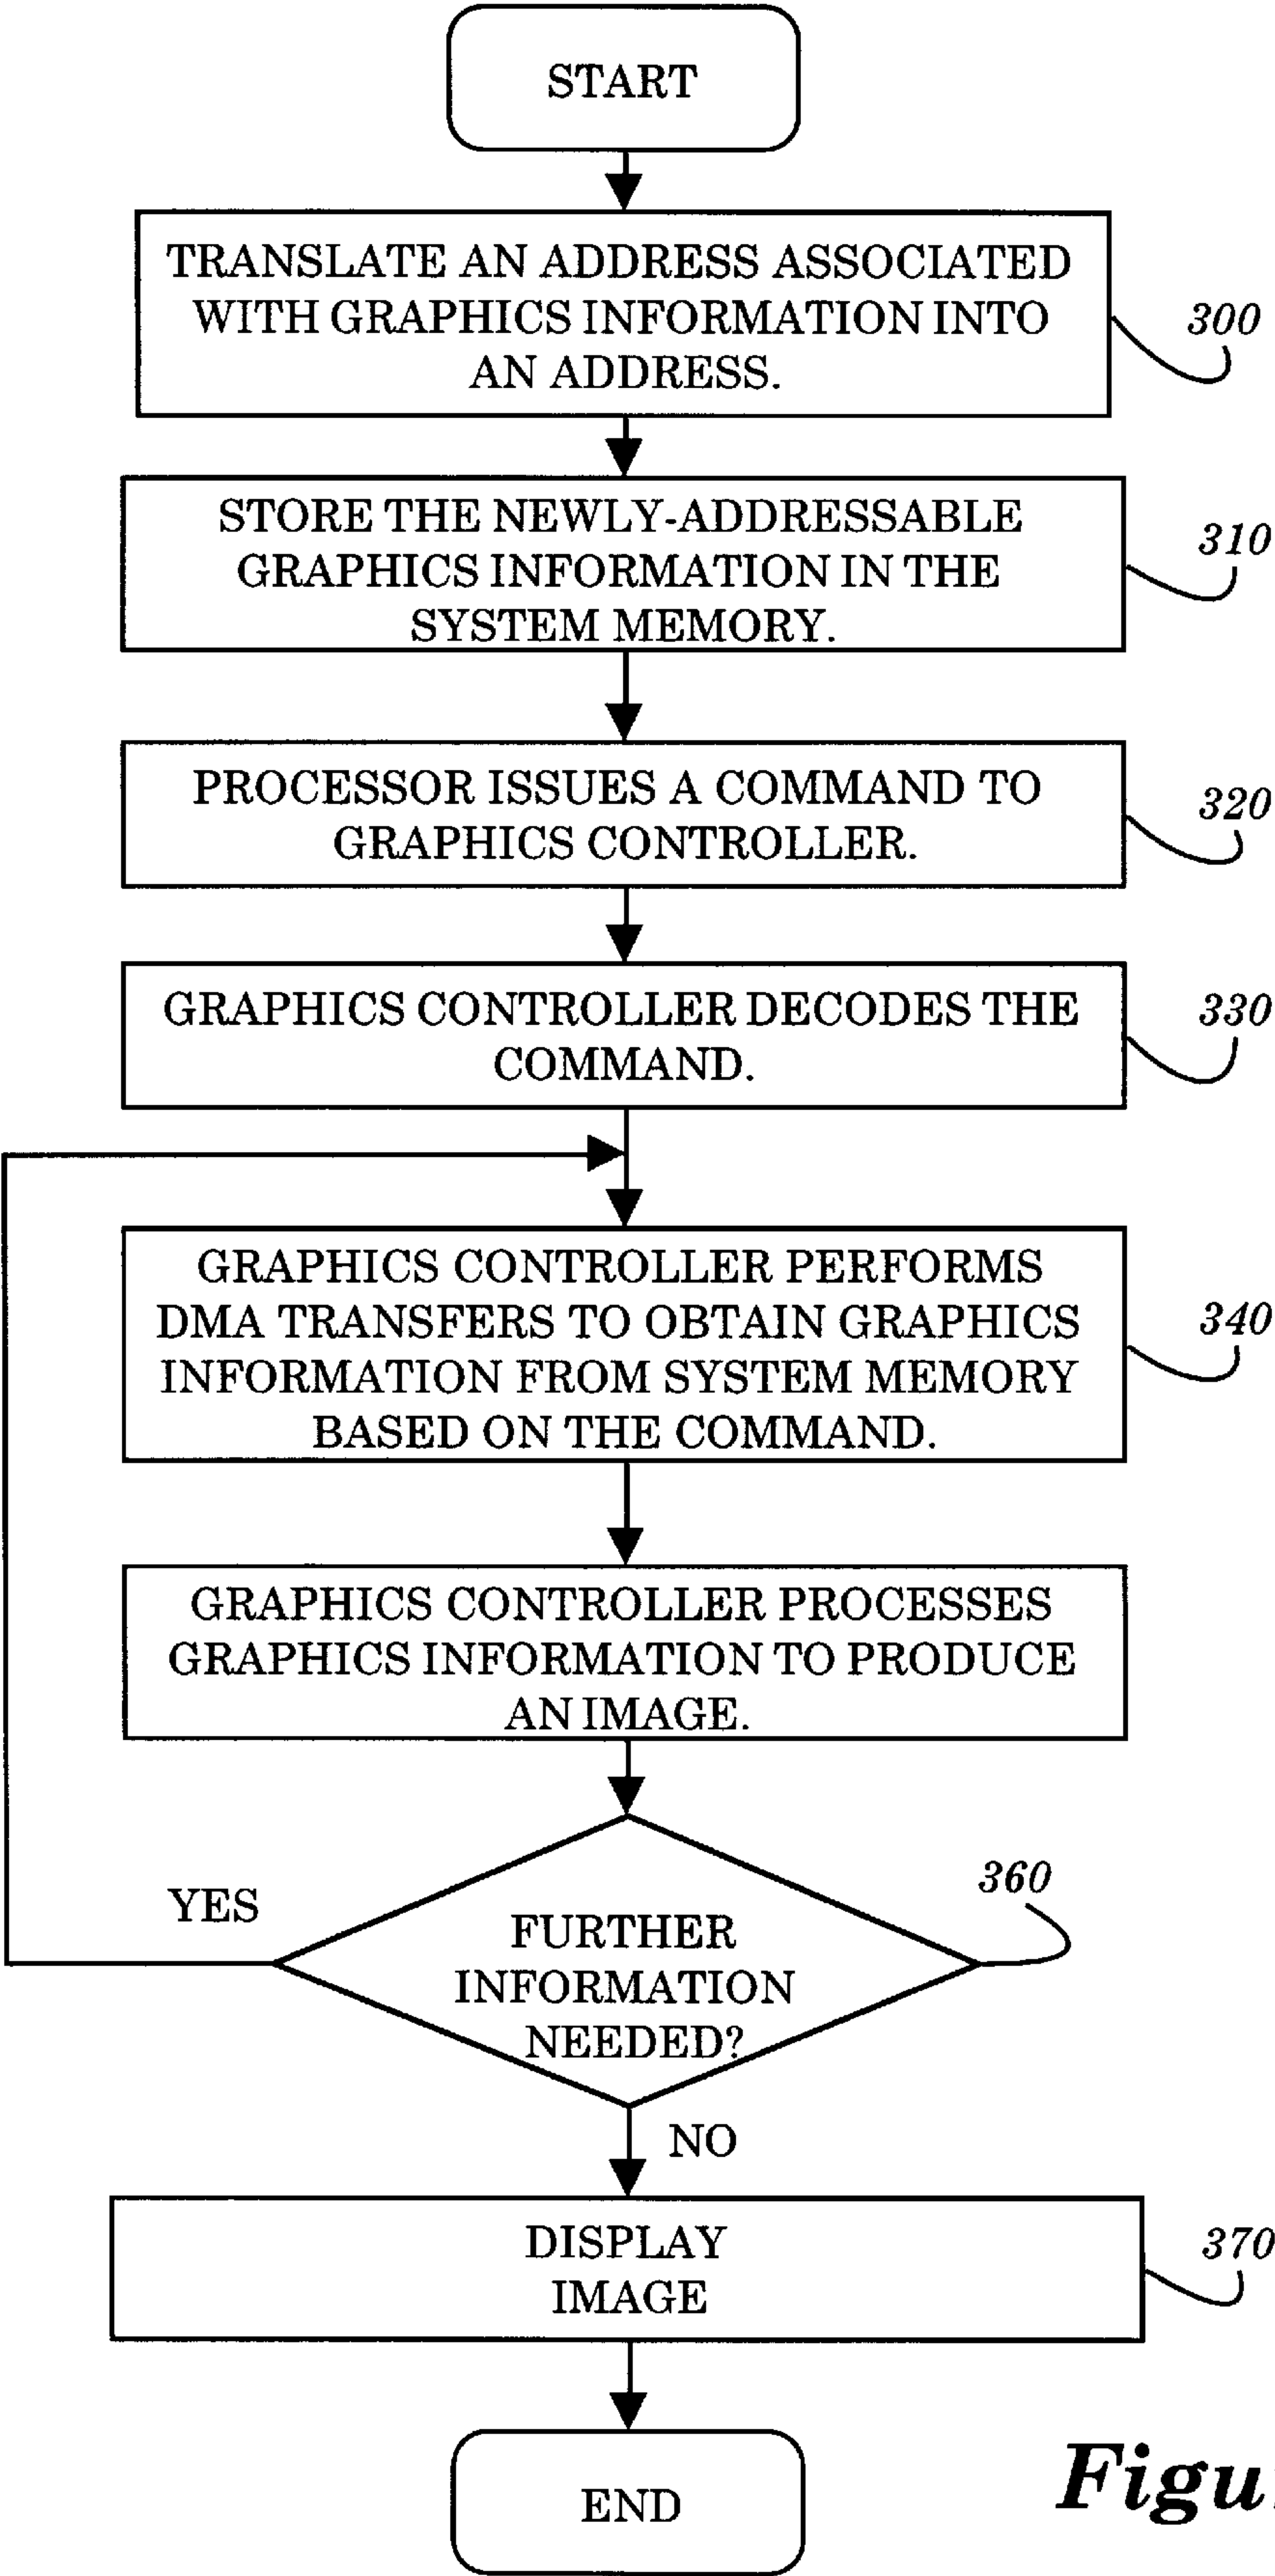 START
TRANSLATE AN ADDRESS ASSOCIATED
WITH GRAPHICS INFORMATION INTO
AN ADDRESS.
300
STORE THE NEWLY-ADDRESSABLE
GRAPHICS INFORMATION IN THE
SYSTEM MEMORY.
310
PROCESSOR ISSUES A COMMAND TO
GRAPHICS CONTROLLER.
320
GRAPHICS CONTROLLER DECODES THE
COMMAND.
330
GRAPHICS CONTROLLER PERFORMS
DMA TRANSFERS TO OBTAIN GRAPHICS
INFORMATION FROM SYSTEM MEMORY
BASED ON THE COMMAND.
340
GRAPHICS CONTROLLER PROCESSES
GRAPHICS INFORMATION TO PRODUCE
AN IMAGE.
YES
360
FURTHER
INFORMATION
NEEDED?
NO
DISPLAY
IMAGE
370
END